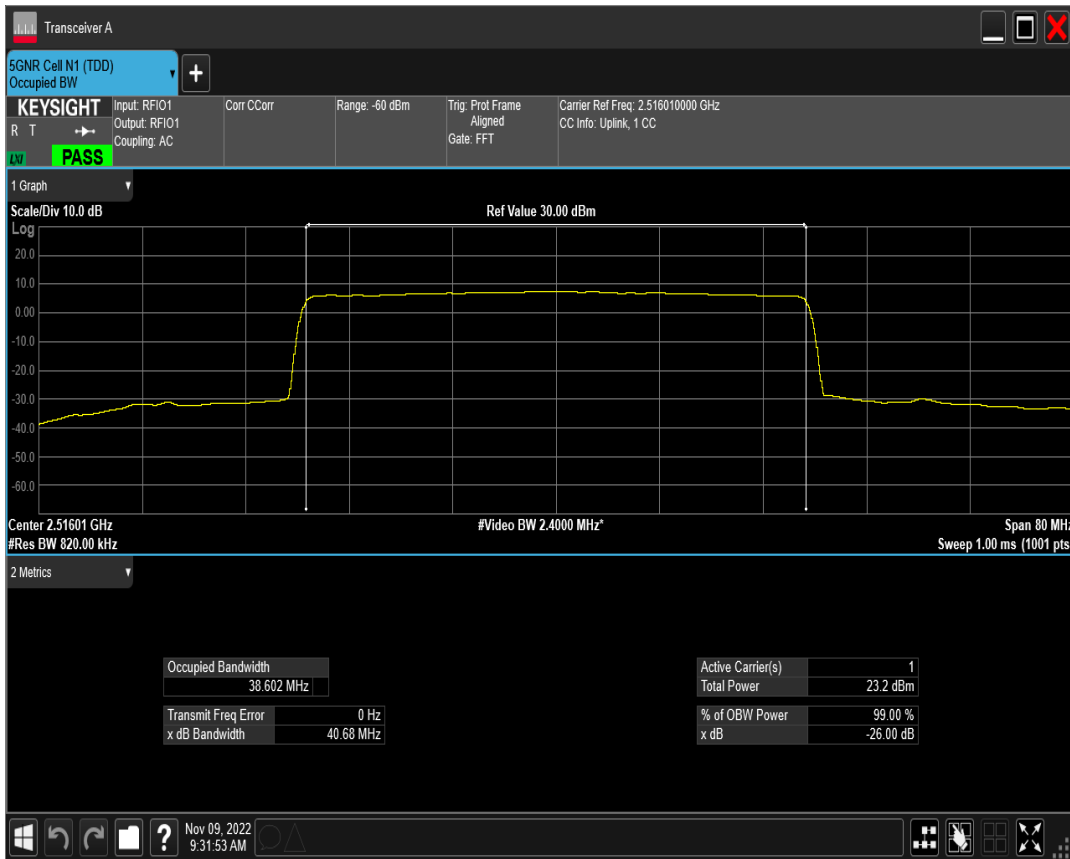 Transceiver A
5GNR Cell N1 (TDD)
Occupied BW
+
KEYSIGHT
R T
LXI
PASS
Input: RFIO1
Output: RFIO1
Coupling: AC
Corr CCorr
Range: -60 dBm
Trig: Prot Frame
Aligned
Gate: FFT
Carrier Ref Freq: 2.516010000 GHz
CC Info: Uplink, 1 CC
1 Graph
Scale/Div 10.0 dB
Ref Value 30.00 dBm
Log
20.0
10.0
0.00
-10.0
-20.0
-30.0
-40.0
-50.0
-60.0
Center 2.51601 GHz
#Video BW 2.4000 MHz*
Span 80 MHz
#Res BW 820.00 kHz
Sweep 1.00 ms (1001 pts
2 Metrics
Occupied Bandwidth
38.602 MHz
Transmit Freq Error 0 Hz
x dB Bandwidth 40.68 MHz
Active Carrier(s) 1
Total Power 23.2 dBm
% of OBW Power 99.00 %
x dB -26.00 dB
?
Nov 09, 2022
9:31:53 AM